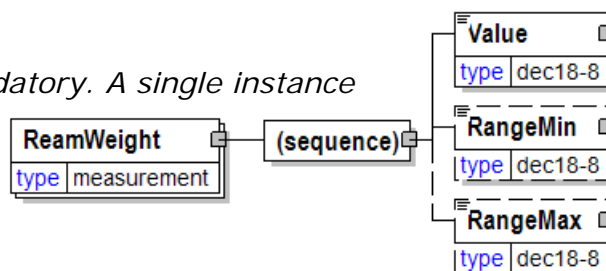 Value
type dec18-8
datory. A single instance
RangeMin
type dec18-8
ReamWeight
type measurement
(sequence)
RangeMax
type dec18-8